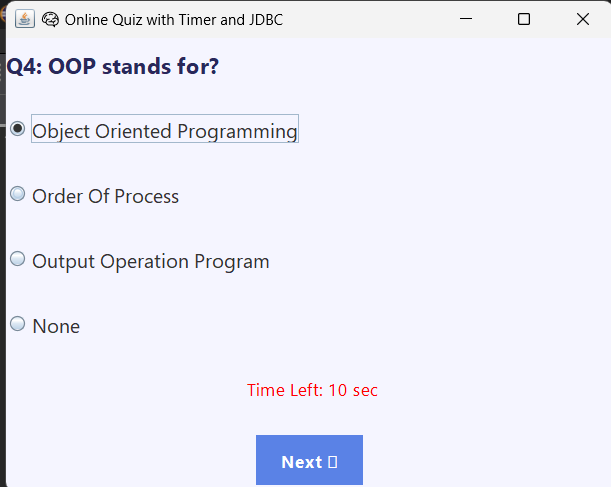 Online Quiz with Timer and JDBC
Q4: OOP stands for?
Object Oriented Programming
Order Of Process
Output Operation Program
None
Time Left: 10 sec
Next ▯